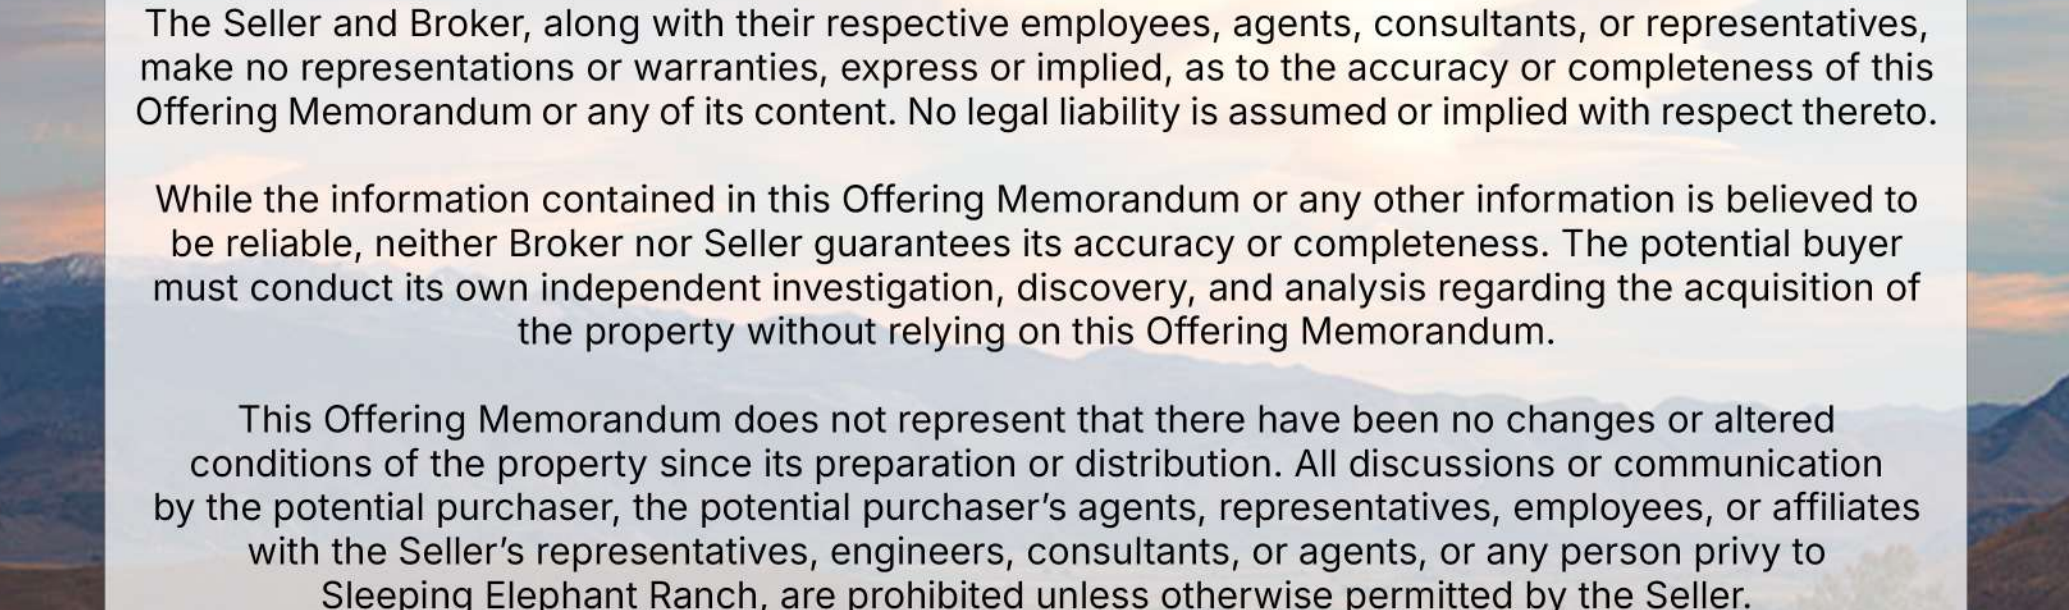 The Seller and Broker, along with their respective employees, agents, consultants, or representatives,
make no representations or warranties, express or implied, as to the accuracy or completeness of this
Offering Memorandum or any of its content. No legal liability is assumed or implied with respect thereto.
While the information contained in this Offering Memorandum or any other information is believed to
be reliable, neither Broker nor Seller guarantees its accuracy or completeness. The potential buyer
must conduct its own independent investigation, discovery, and analysis regarding the acquisition of
the property without relying on this Offering Memorandum.
This Offering Memorandum does not represent that there have been no changes or altered
conditions of the property since its preparation or distribution. All discussions or communication
by the potential purchaser, the potential purchaser’s agents, representatives, employees, or affiliates
with the Seller’s representatives, engineers, consultants, or agents, or any person privy to
Sleeping Elephant Ranch, are prohibited unless otherwise permitted by the Seller.